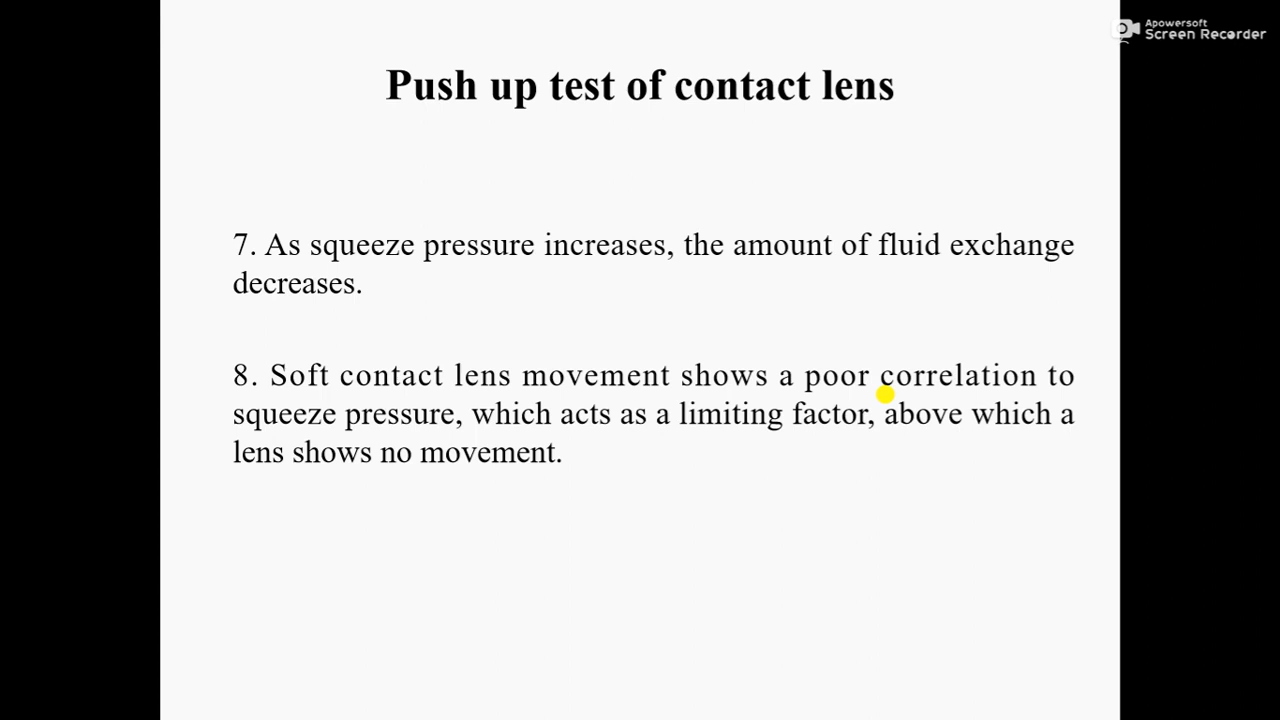 Apowersoft
Screen Recorder
Push up test of contact lens
7. As squeeze pressure increases, the amount of fluid exchange
decreases.
8. Soft contact lens movement shows a poor correlation to
squeeze pressure, which acts as a limiting factor, above which a
lens shows no movement.